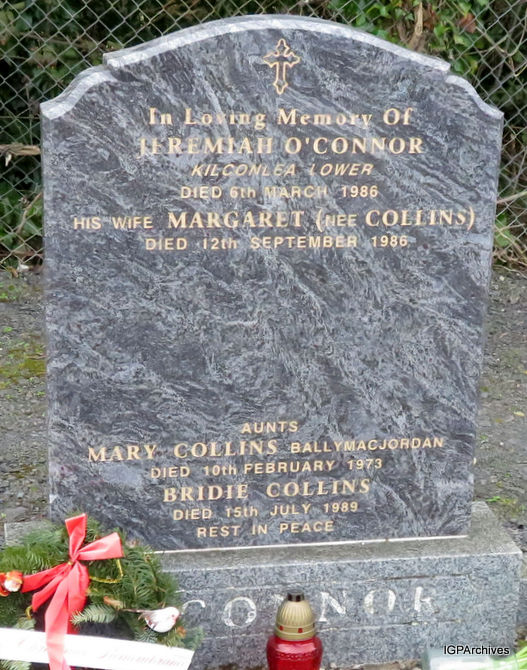 In Loving Memory Of
JEREMIAH O'CONNOR
KILCONLEA LOWER
DIED 6th MARCH 1986
HIS WIFE MARGARET (NEE COLLINS)
DIED 12th SEPTEMBER 1986
AUNTS
MARY COLLINS BALLYMACJORDAN
DIED 10th FEBRUARY 1973
BRIDIE COLLINS
DIED 15th JULY 1989
REST IN PEACE
CONNOR
IGPArchives